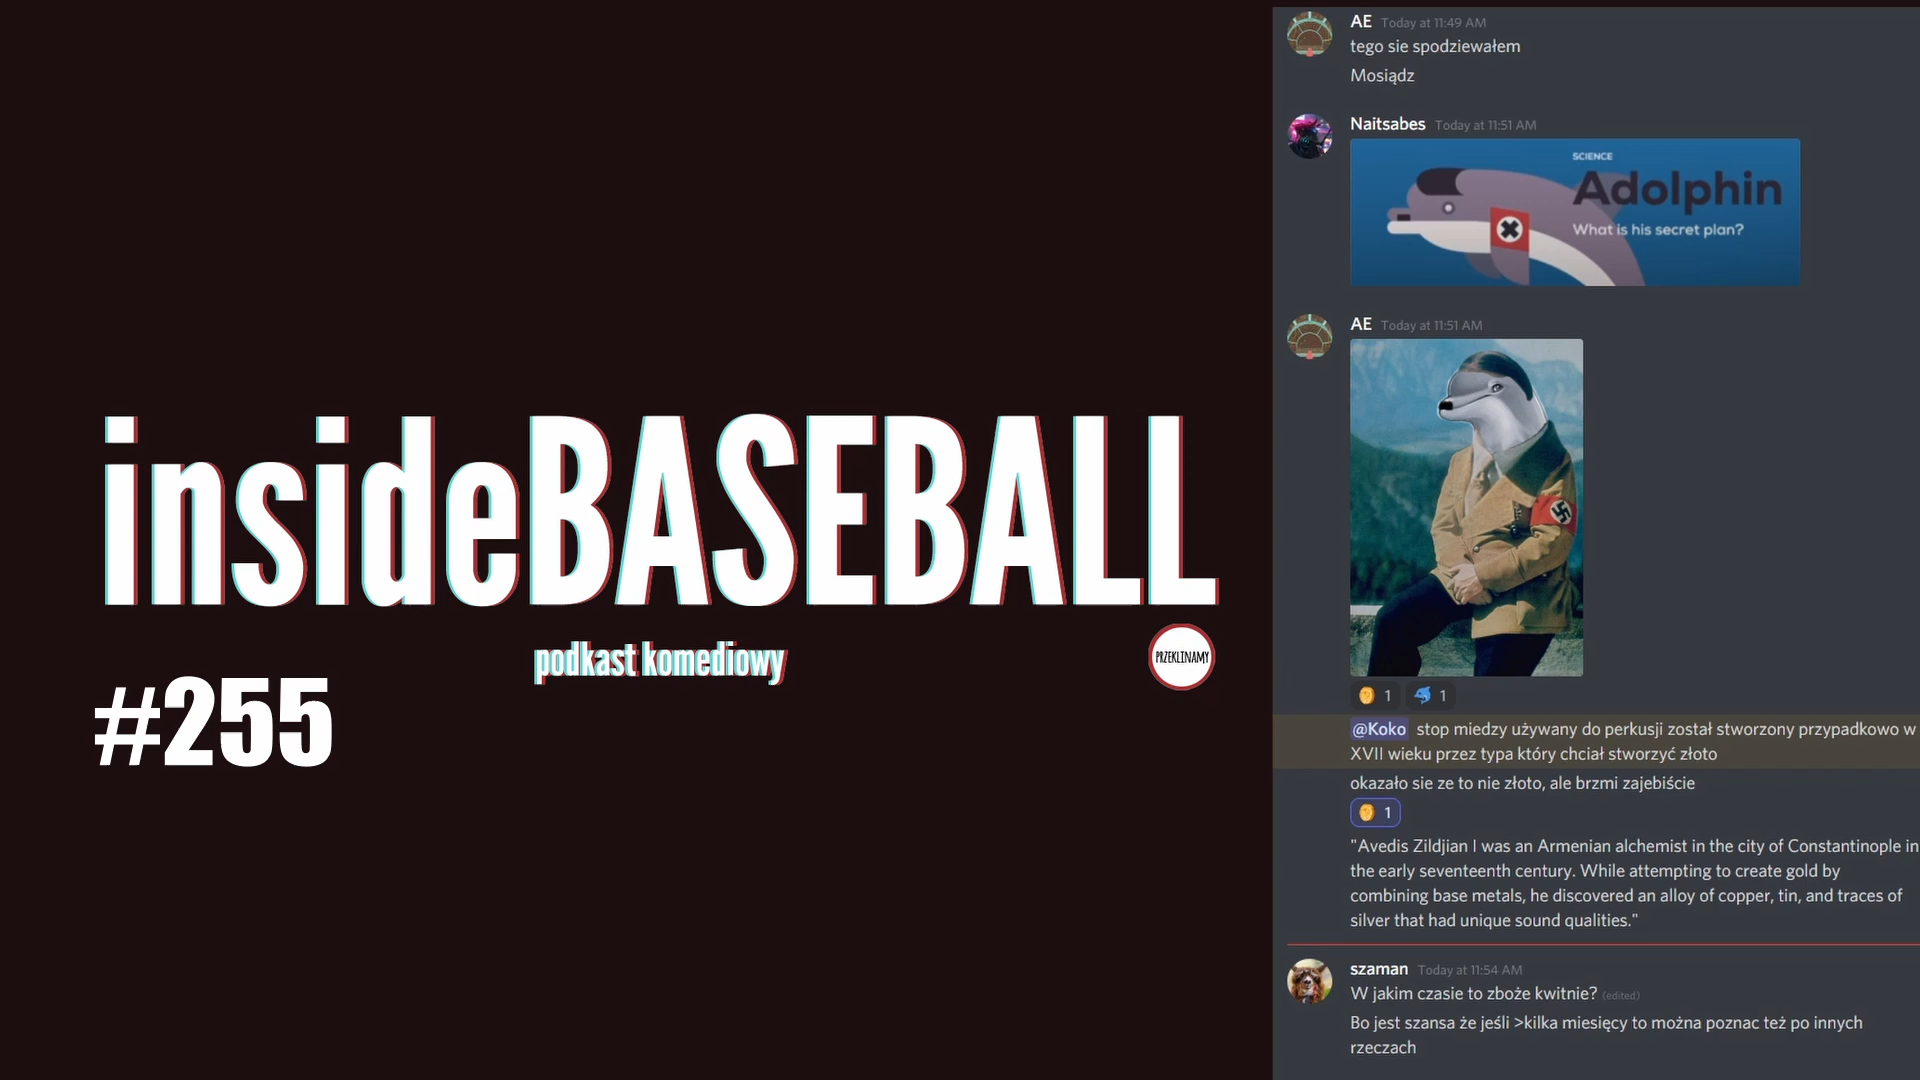 insideBASEBALL
podkast komediowy
PRZEKLINAMY
#255
AE Today at 11:49 AM
tego sie spodziewałem
Mosiądz
Naitsabes Today at 11:51 AM
SCIENCE
Adolphin
What is his secret plan?
AE Today at 11:51 AM
1 1
@Koko stop miedzy używany do perkusji został stworzony przypadkowo w
XVII wieku przez typa który chciał stworzyć złoto
okazało sie ze to nie złoto, ale brzmi zajebiście
1
"Avedis Zildjian I was an Armenian alchemist in the city of Constantinople in
the early seventeenth century. While attempting to create gold by
combining base metals, he discovered an alloy of copper, tin, and traces of
silver that had unique sound qualities."
szaman Today at 11:54 AM
W jakim czasie to zboże kwitnie? (edited)
Bo jest szansa że jeśli >kilka miesięcy to można poznac też po innych
rzeczach